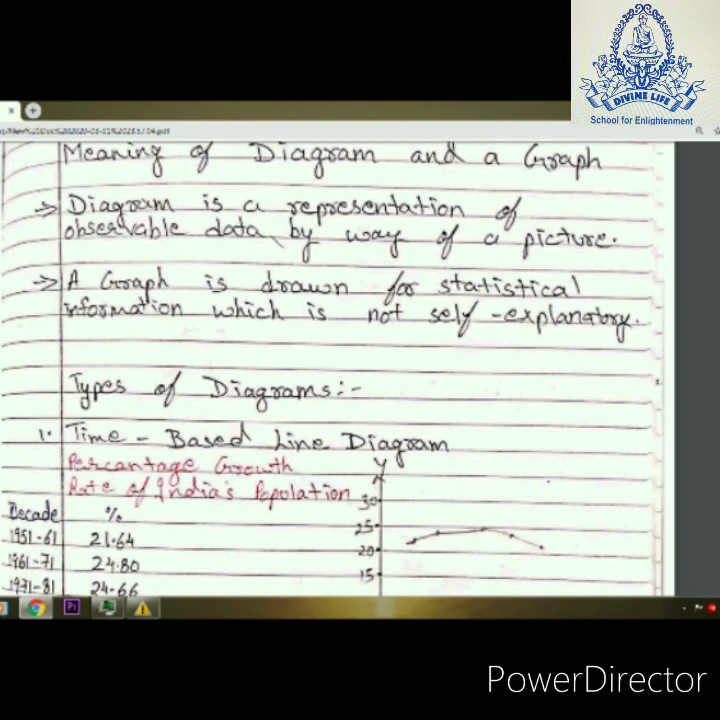 DIVINE LIFE
School for Enlightenment
Meaning of Diagram and a Graph
→ Diagram is a representation of
observable data, by way of a picture.
→ A Graph is drawn for statistical
information which is not self-explanatory.
Types of Diagrams:-
1. Time - Based Line Diagram
Percantage Growth
Rate of India's Population
Y
30
25
20
15
Decade %
1951-61 21.64
1961-71 24.80
1971-81 24.66
Pr
PowerDirector